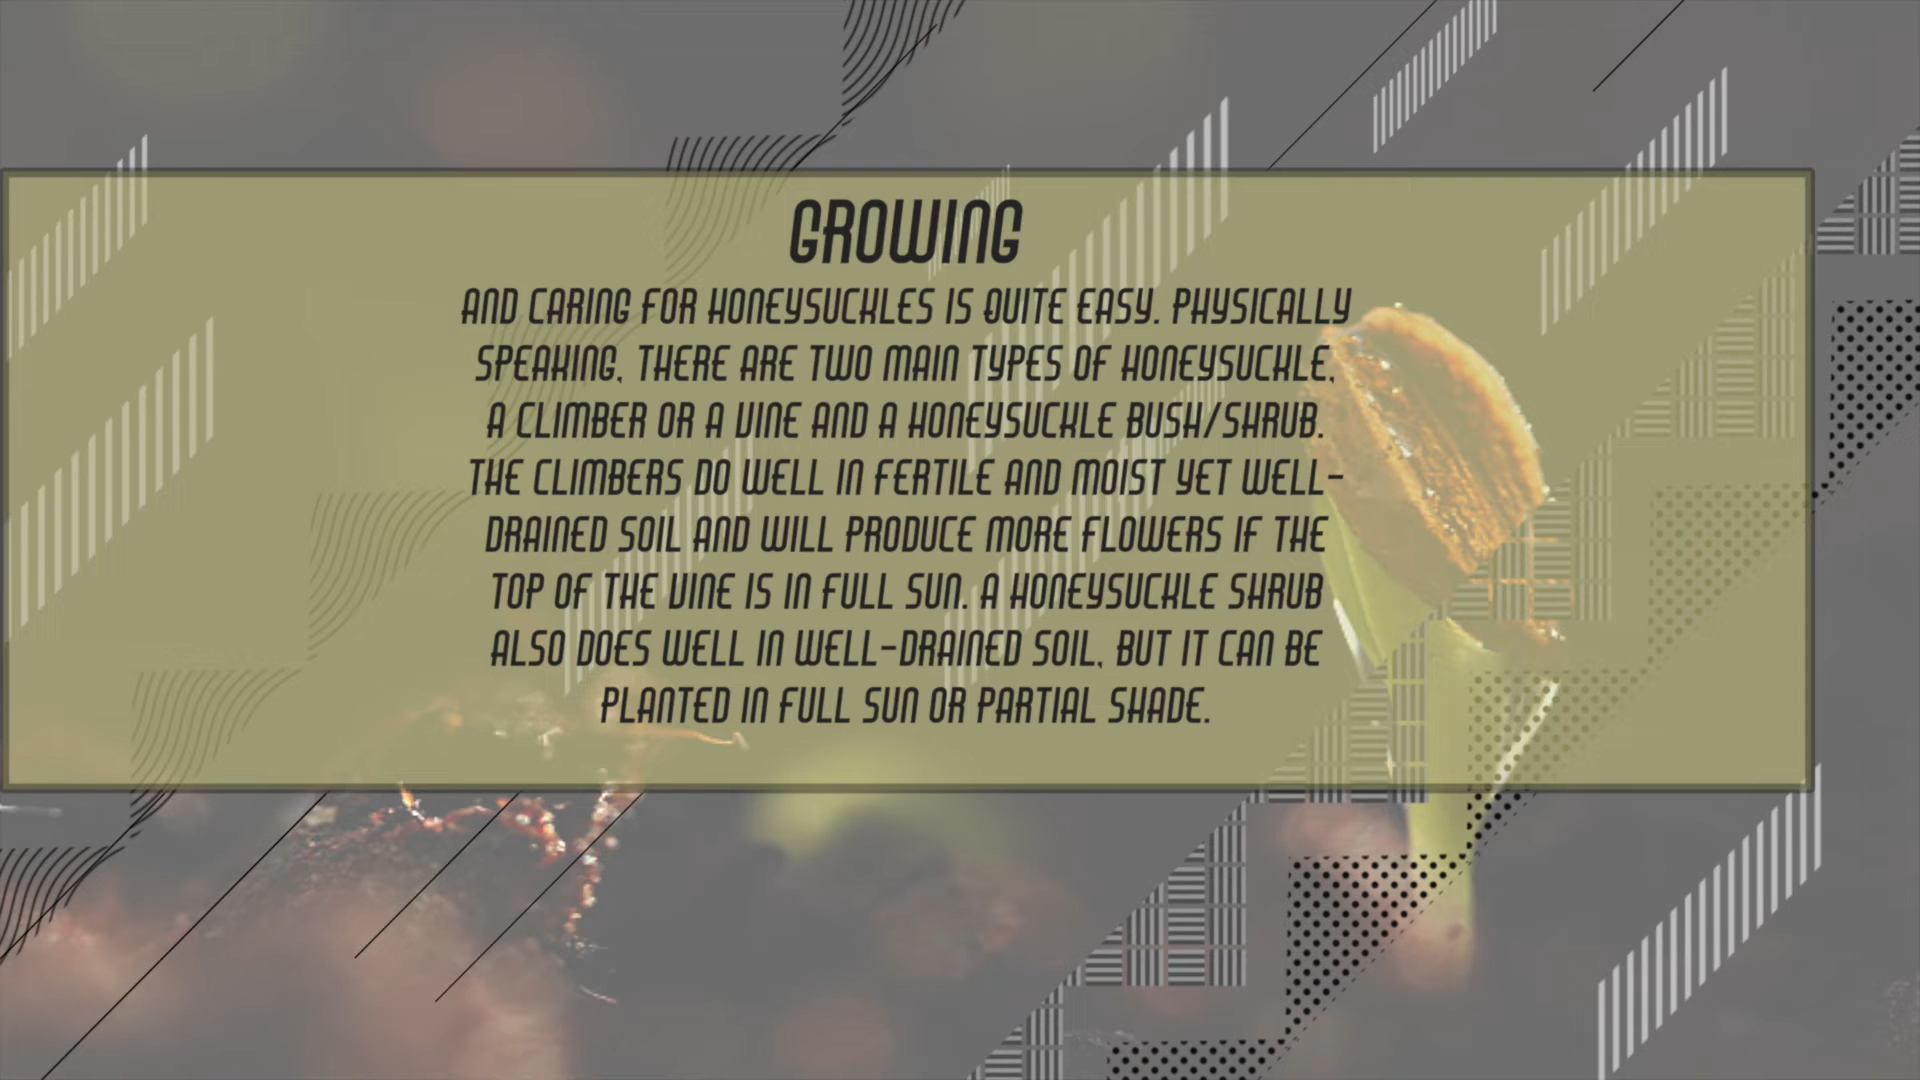 GROWING
AND CARING FOR HONEYSUCKLES IS QUITE EASY. PHYSICALLY
SPEAKING, THERE ARE TWO MAIN TYPES OF HONEYSUCKLE,
A CLIMBER OR A VINE AND A HONEYSUCKLE BUSH/SHRUB.
THE CLIMBERS DO WELL IN FERTILE AND MOIST YET WELL-
DRAINED SOIL AND WILL PRODUCE MORE FLOWERS IF THE
TOP OF THE VINE IS IN FULL SUN. A HONEYSUCKLE SHRUB
ALSO DOES WELL IN WELL-DRAINED SOIL, BUT IT CAN BE
PLANTED IN FULL SUN OR PARTIAL SHADE.